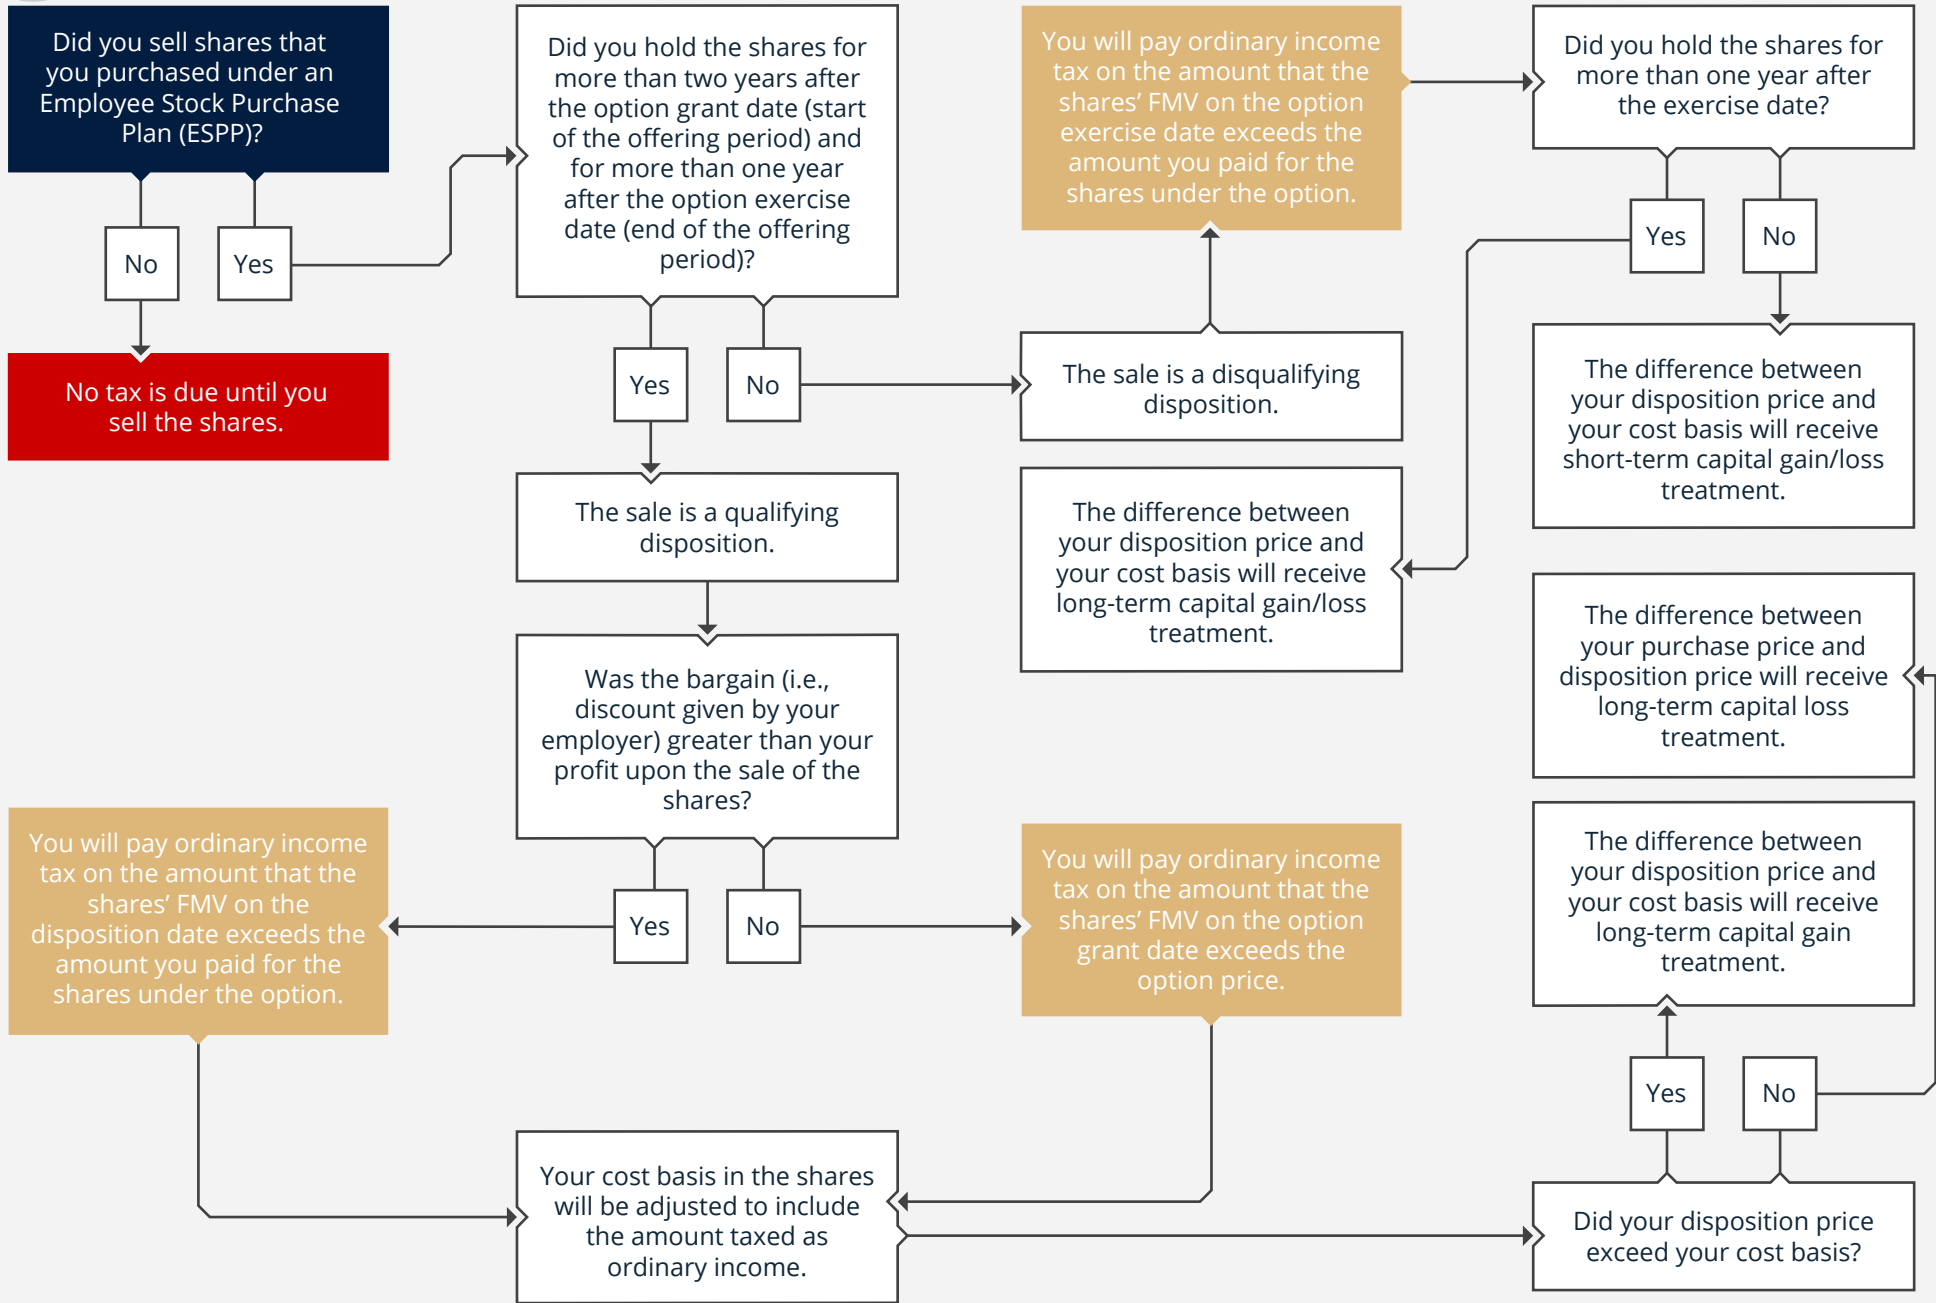 Did you sell shares that
you purchased under an
Employee Stock Purchase
Plan (ESPP)?
No
Yes
No tax is due until you
sell the shares.
Did you hold the shares for
more than two years after
the option grant date (start
of the offering period) and
for more than one year
after the option exercise
date (end of the offering
period)?
Yes
No
The sale is a qualifying
disposition.
Was the bargain (i.e.,
discount given by your
employer) greater than your
profit upon the sale of the
shares?
Yes
No
You will pay ordinary income
tax on the amount that the
shares’ FMV on the
disposition date exceeds the
amount you paid for the
shares under the option.
You will pay ordinary income
tax on the amount that the
shares’ FMV on the option
grant date exceeds the
option price.
Your cost basis in the shares
will be adjusted to include
the amount taxed as
ordinary income.
The sale is a disqualifying
disposition.
You will pay ordinary income
tax on the amount that the
shares’ FMV on the option
exercise date exceeds the
amount you paid for the
shares under the option.
Did you hold the shares for
more than one year after
the exercise date?
Yes
No
The difference between
your disposition price and
your cost basis will receive
short-term capital gain/loss
treatment.
The difference between
your disposition price and
your cost basis will receive
long-term capital gain/loss
treatment.
The difference between
your purchase price and
disposition price will receive
long-term capital loss
treatment.
The difference between
your disposition price and
your cost basis will receive
long-term capital gain
treatment.
Yes
No
Did your disposition price
exceed your cost basis?